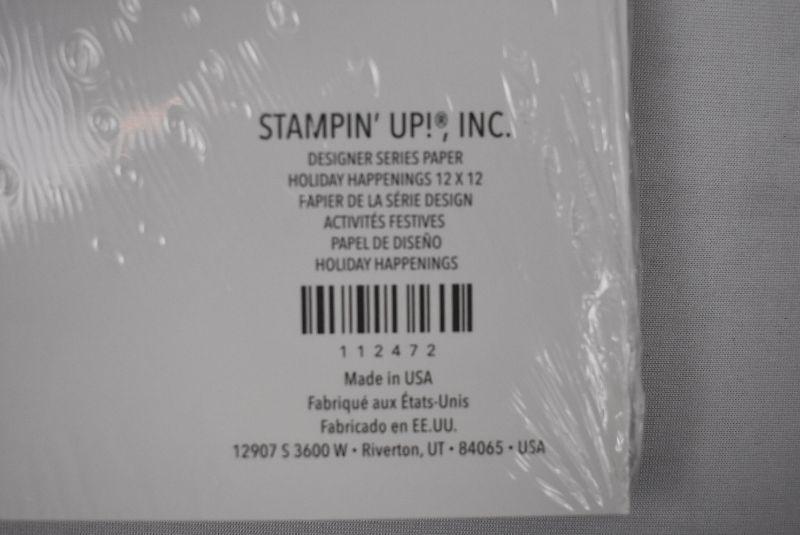 STAMPIN' UP!®, INC.
DESIGNER SERIES PAPER
HOLIDAY HAPPENINGS 12 X 12
PAPIER DE LA SÉRIE DESIGN
ACTIVITÉS FESTIVES
PAPEL DE DISEÑO
HOLIDAY HAPPENINGS
112472
Made in USA
Fabriqué aux États-Unis
Fabricado en EE.UU.
12907 S 3600 W • Riverton, UT • 84065 • USA